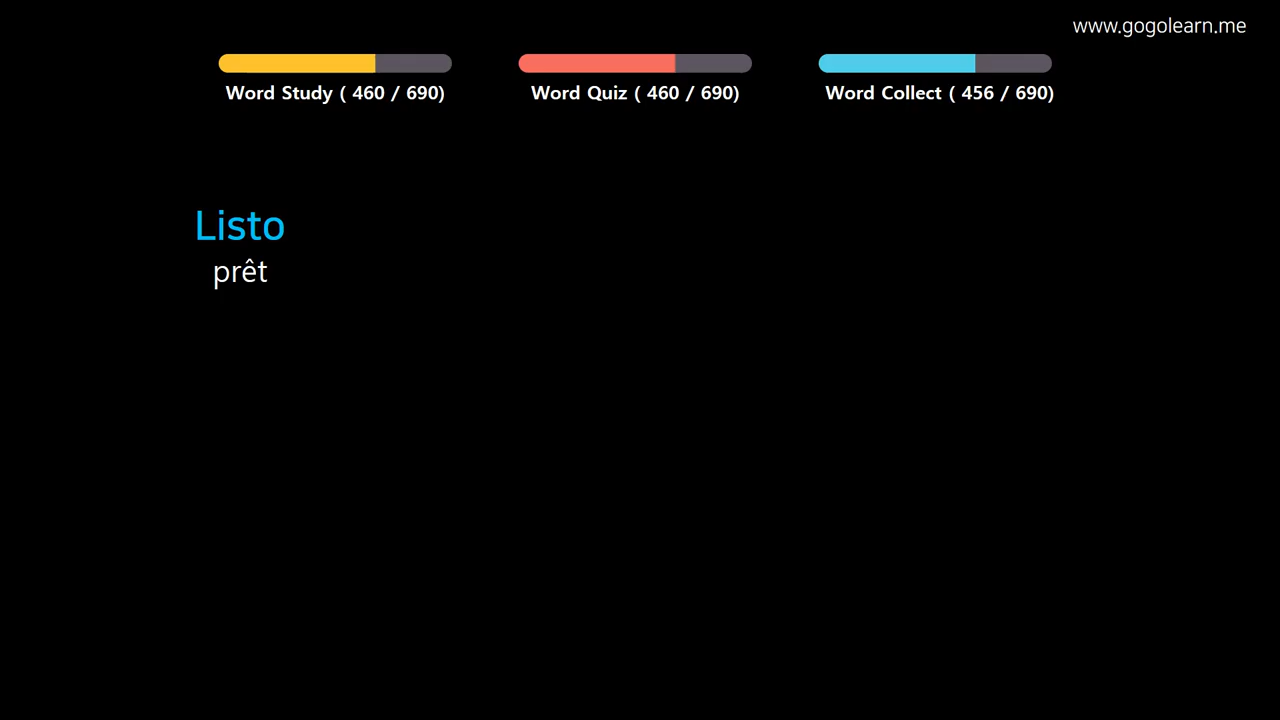 www.gogolearn.me
Word Study ( 460 / 690)
Word Quiz ( 460 / 690)
Word Collect ( 456 / 690)
Listo
prêt